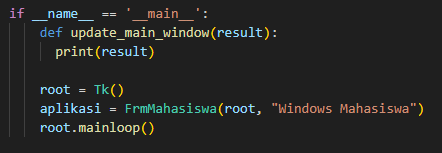 if __name__ == '__main__':
    def update_main_window(result):
      print(result)

    root = Tk()
    aplikasi = FrmMahasiswa(root, "Windows Mahasiswa")
    root.mainloop()